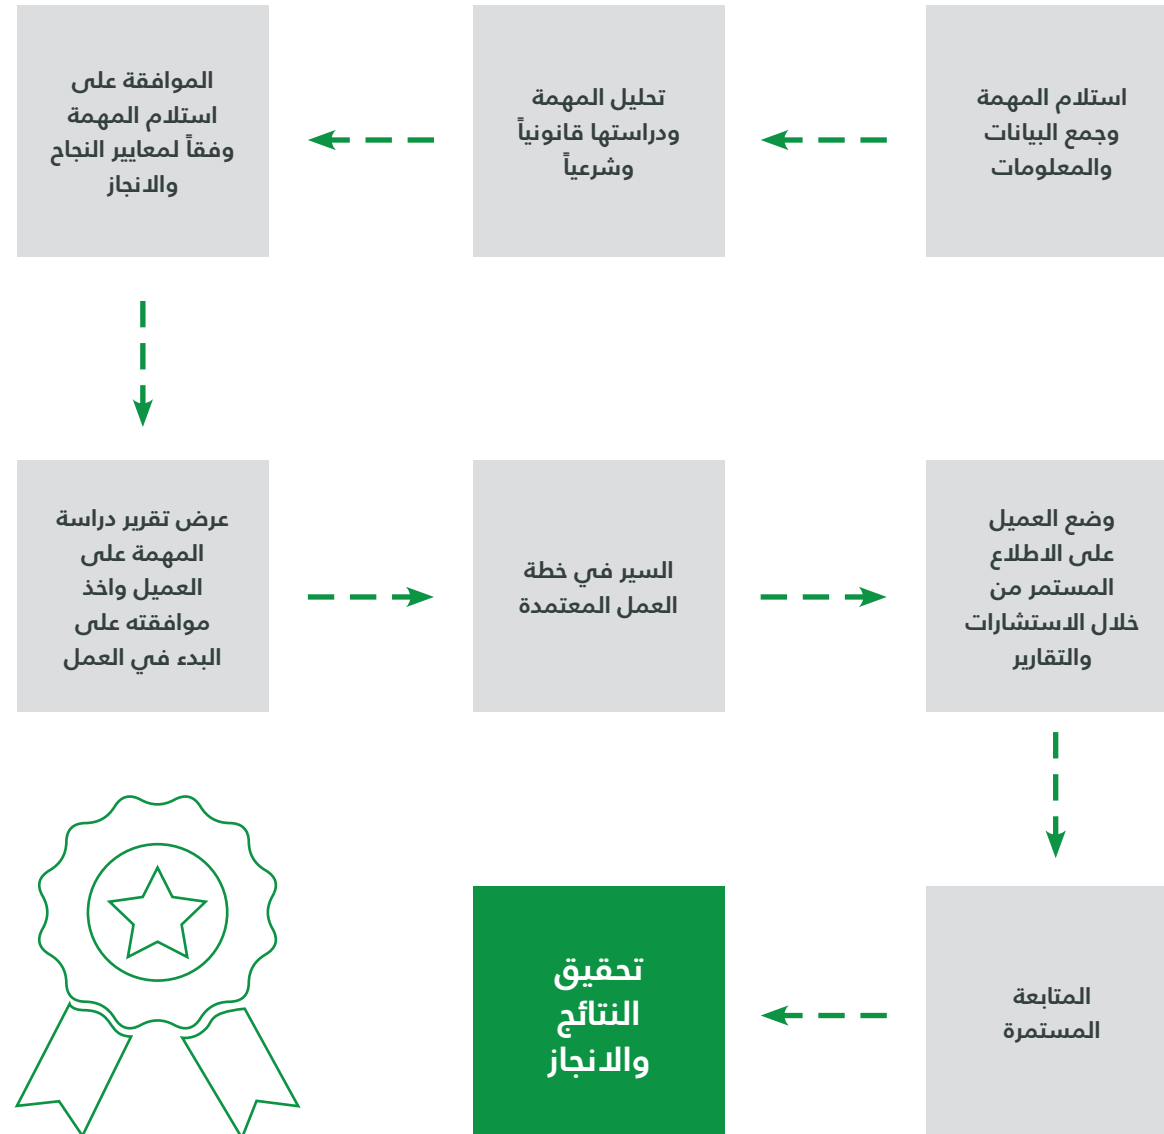 استلام المهمة
وجمع البيانات
والمعلومات
تحليل المهمة
ودراستها قانونياً
وشرعياً
الموافقة على
استلام المهمة
وفقاً لمعايير النجاح
والانجاز
عرض تقرير دراسة
المهمة على
العميل واخذ
موافقته على
البدء في العمل
السير في خطة
العمل المعتمدة
وضع العميل
على الاطلاع
المستمر من
خلال الاستشارات
والتقارير
المتابعة
المستمرة
تحقيق
النتائج
والانجاز